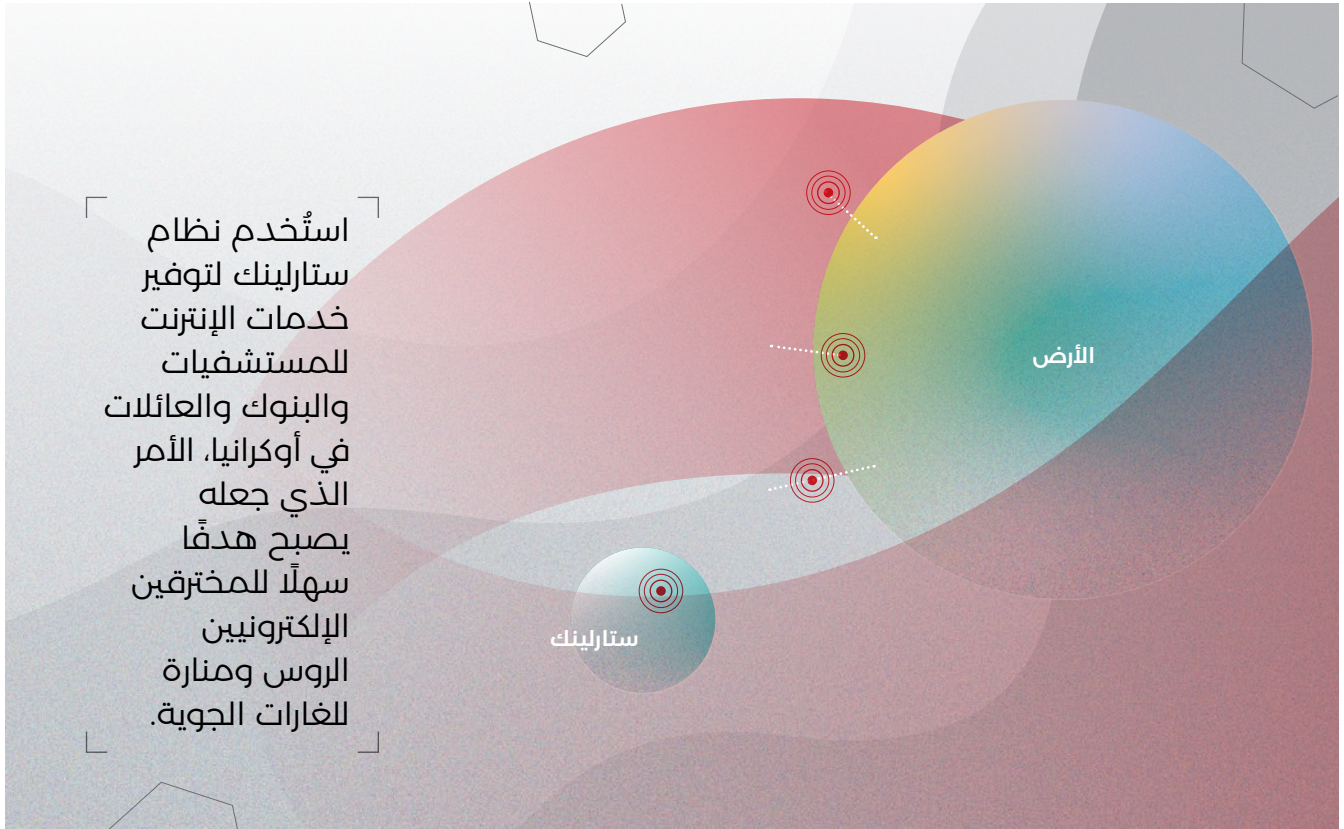 استُخدم نظام
ستارلينك لتوفير
خدمات الإنترنت
للمستشفيات
والبنوك والعائلات
في أوكرانيا، الأمر
الذي جعله
يصبح هدفًا
سهلًا للمخترقين
الإلكترونيين
الروس ومنارة
للغارات الجوية.
الأرض
ستارلينك